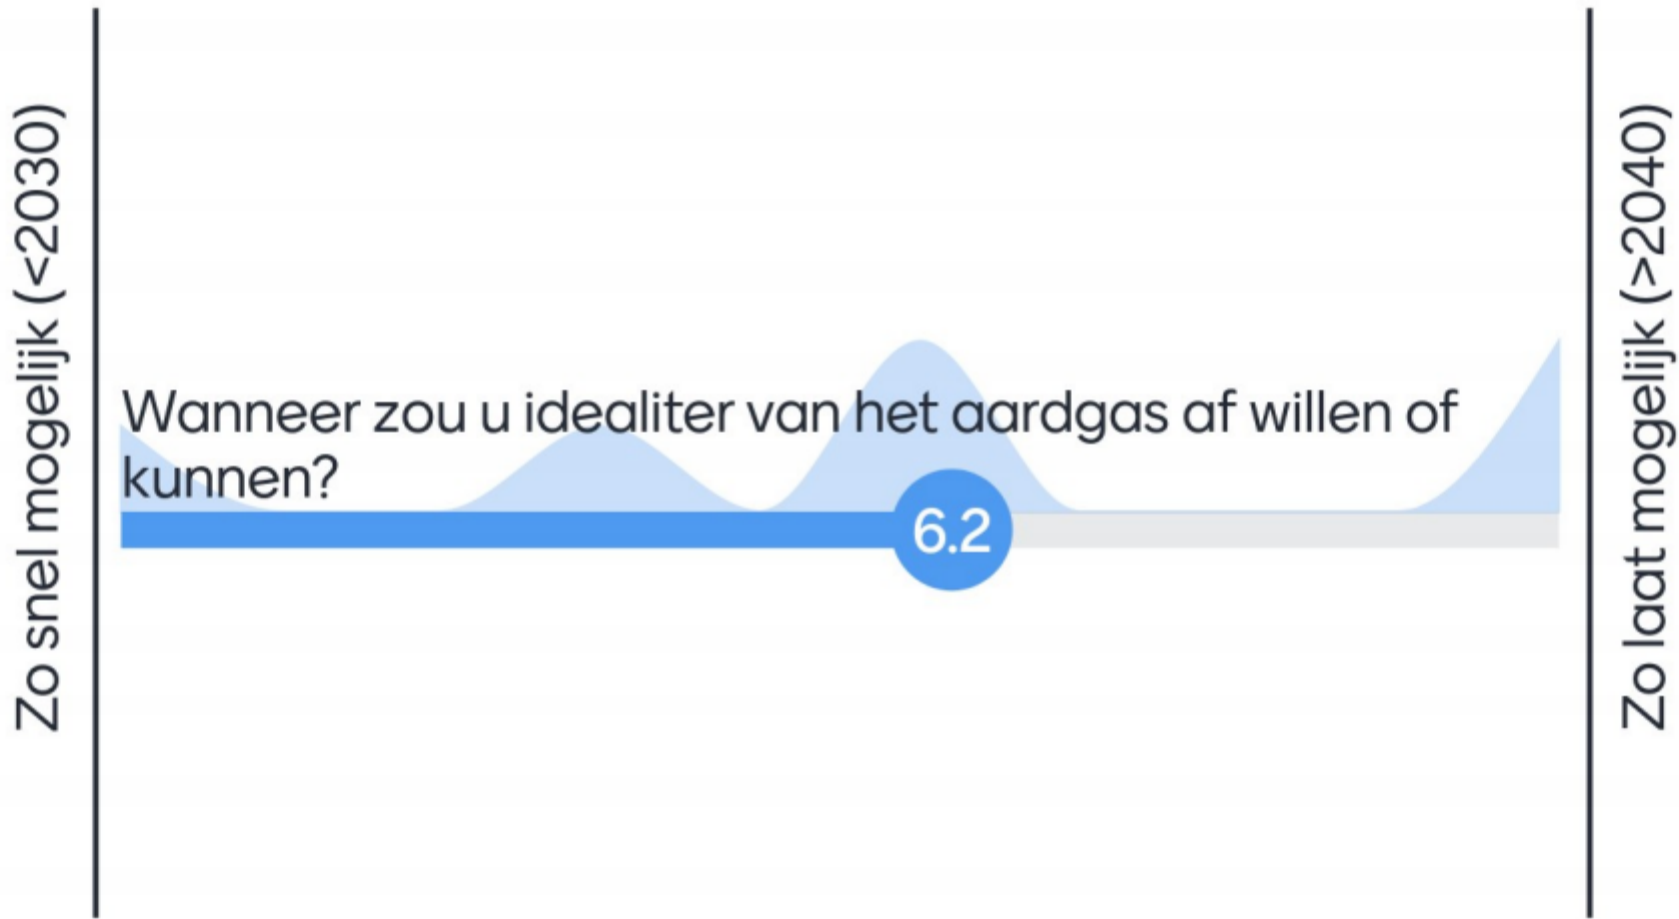 Zo snel mogelijk (<2030)
Wanneer zou u idealiter van het aardgas af willen of
kunnen?
6.2
Zo laat mogelijk (>2040)